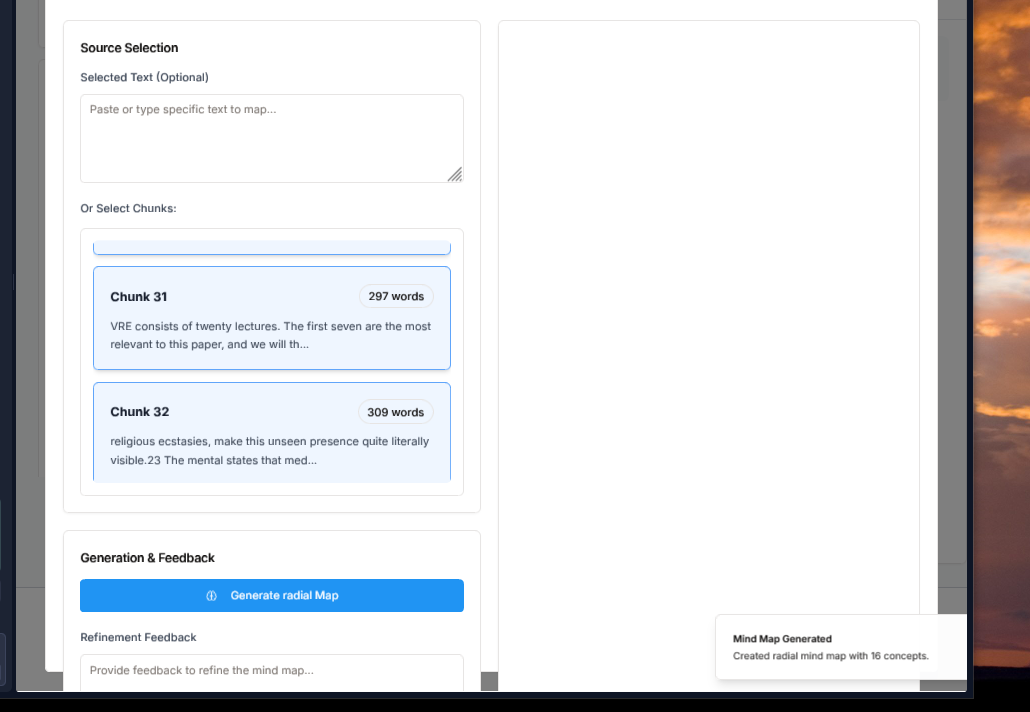 Source Selection
Selected Text (Optional)
Paste or type specific text to map...
Or Select Chunks:
Chunk 31
297 words
VRE consists of twenty lectures. The first seven are the most
relevant to this paper, and we will th...
Chunk 32
309 words
religious ecstasies, make this unseen presence quite literally
visible.23 The mental states that med...
Generation & Feedback
Generate radial Map
Refinement Feedback
Provide feedback to refine the mind map...
Mind Map Generated
Created radial mind map with 16 concepts.